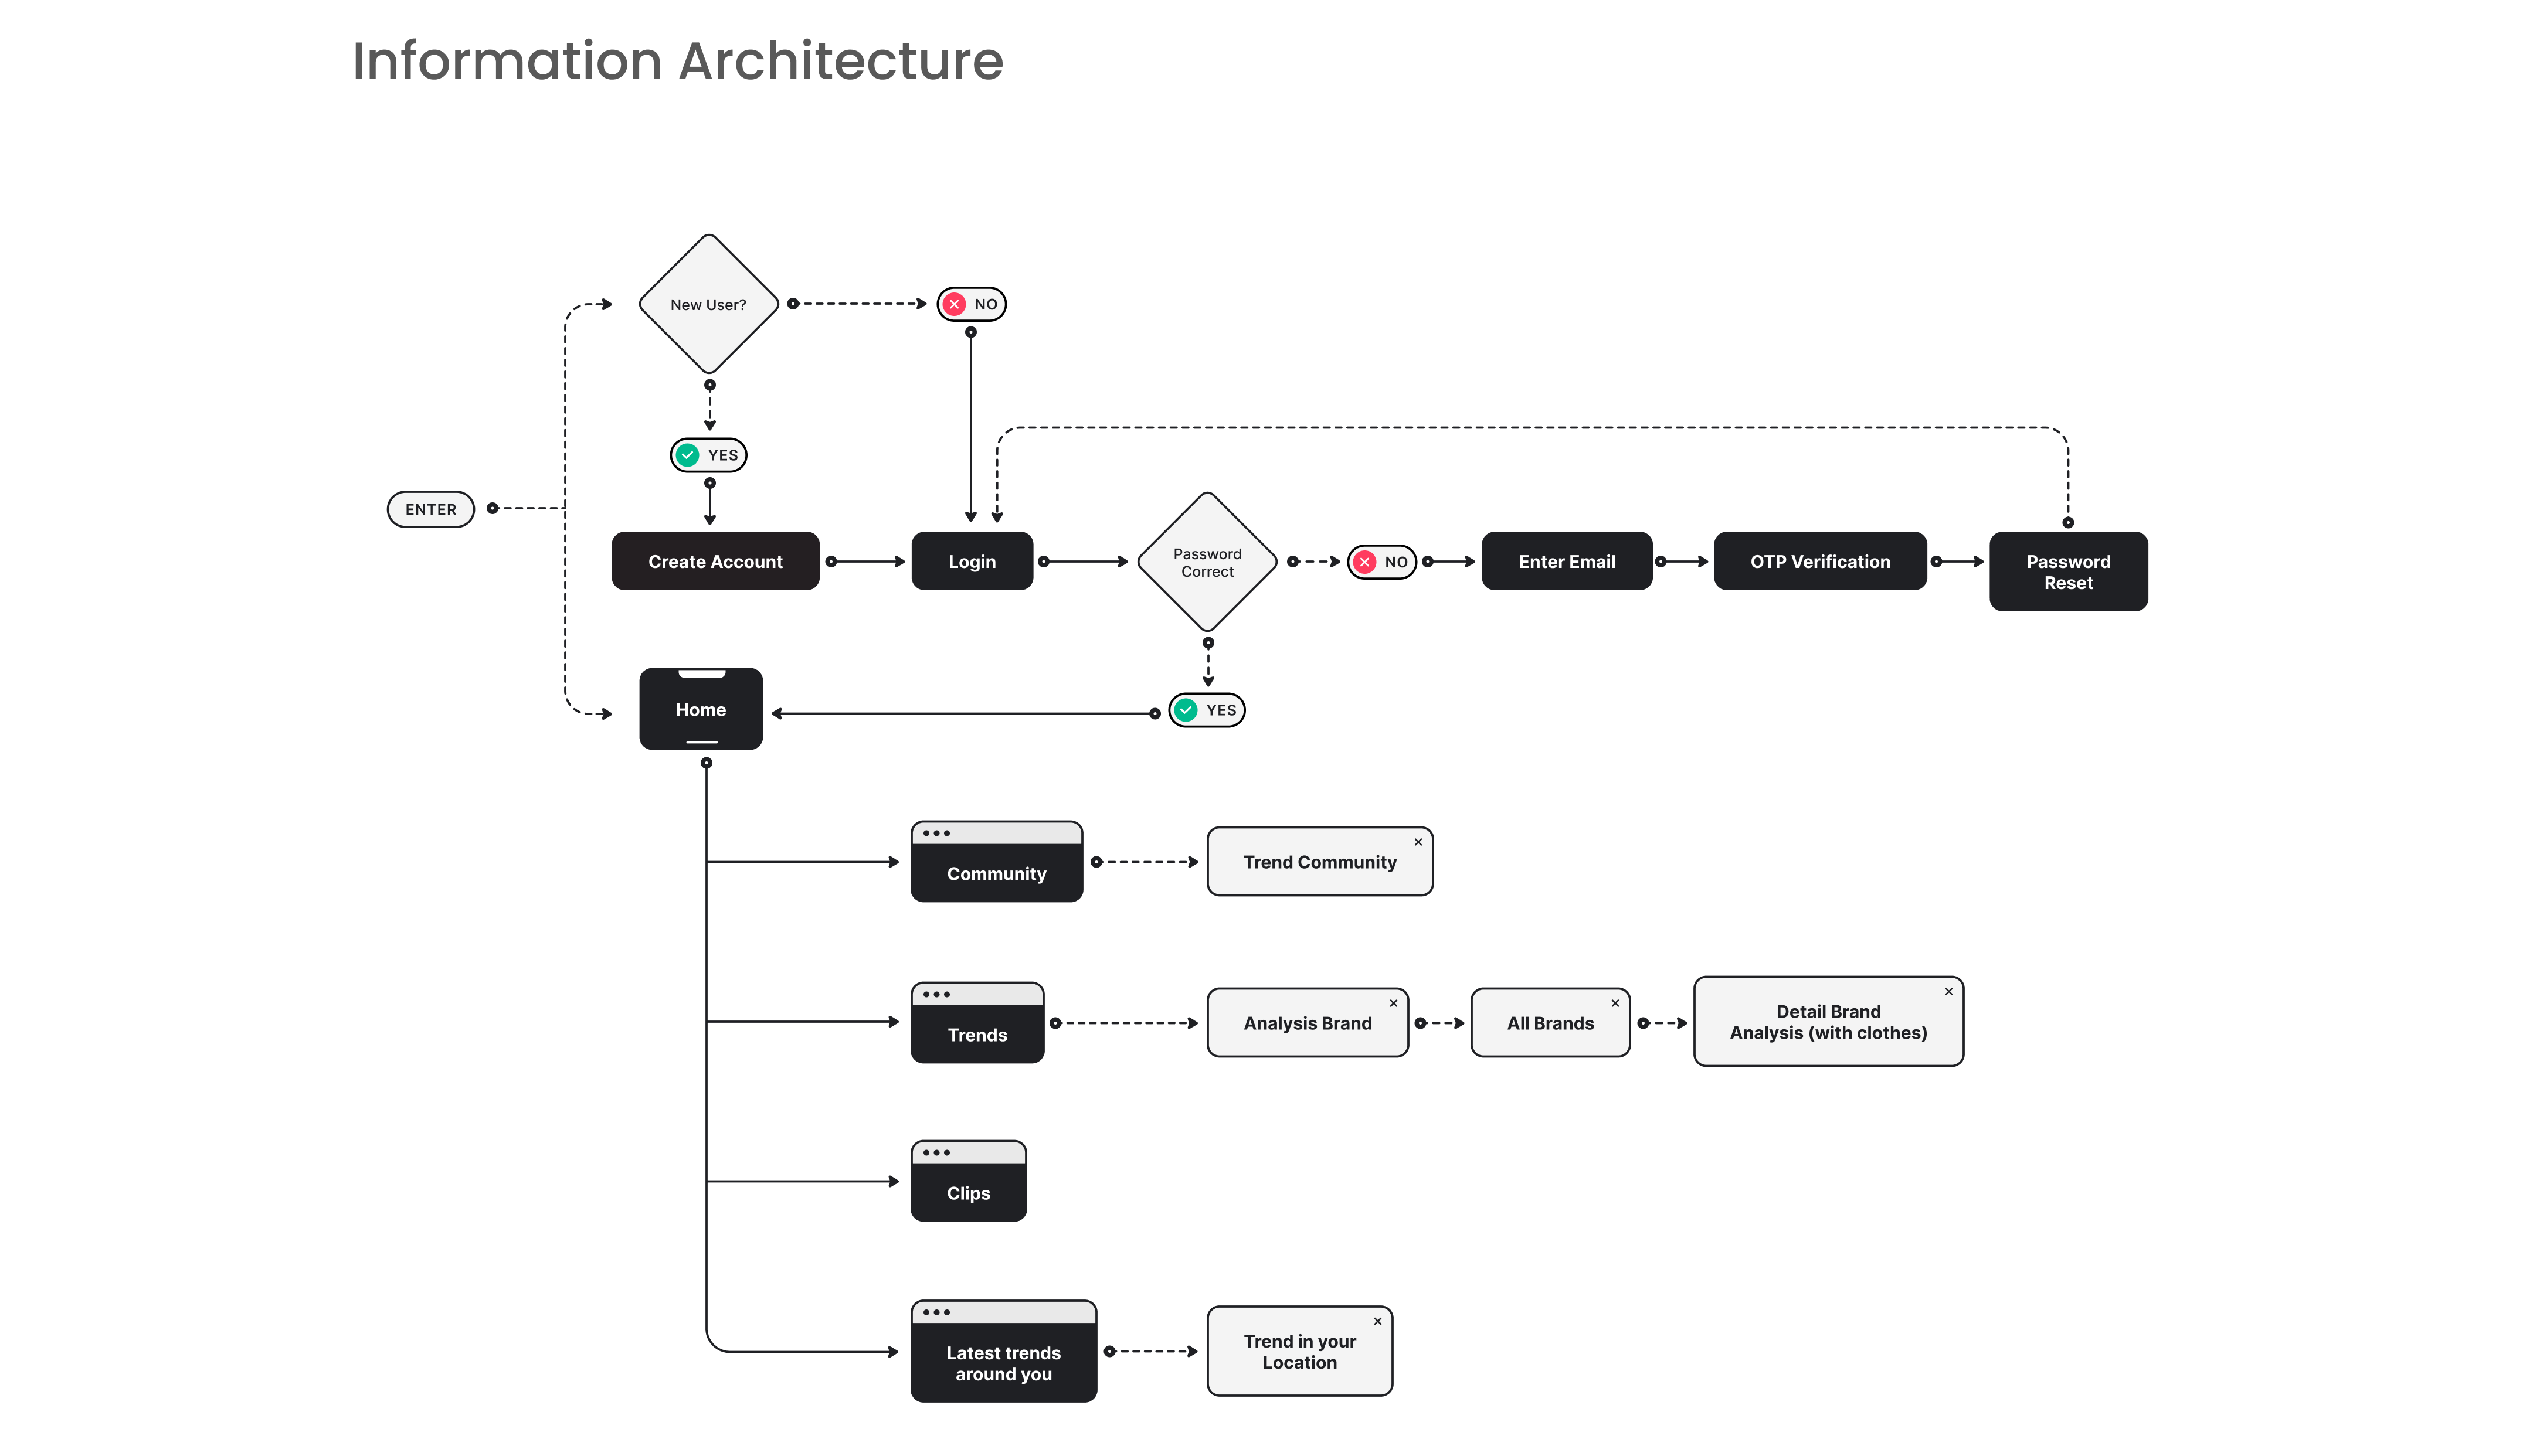 Information Architecture
New User?
NO
YES
ENTER
Create Account
Login
Password
Correct
NO
Enter Email
OTP Verification
Password
Reset
Home
YES
Community
Trend Community
Trends
Analysis Brand
All Brands
Detail Brand
Analysis (with clothes)
Clips
Latest trends
around you
Trend in your
Location